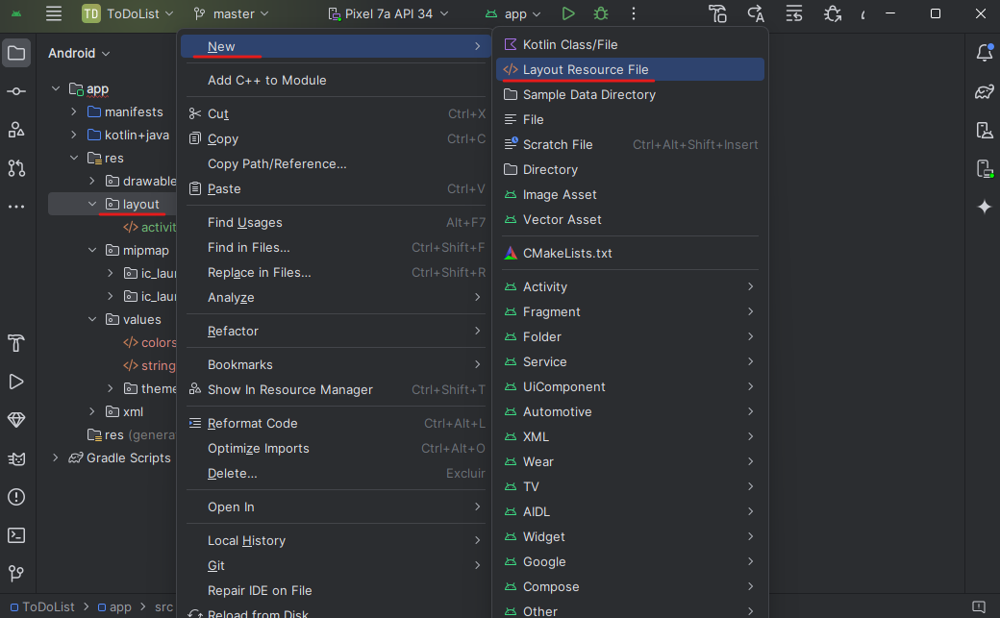 TD ToDoList master Pixel 7a API 34 app
Android
app
manifests
kotlin+java
res
drawable
layout
activit
mipmap
ic_lau
ic_lau
values
colors
string
theme
xml
res (genera
Gradle Scripts
New
Add C++ to Module
Cut Ctrl+X
Copy Ctrl+C
Copy Path/Reference...
Paste Ctrl+V
Find Usages Alt+F7
Find in Files... Ctrl+Shift+F
Replace in Files... Ctrl+Shift+R
Analyze
Refactor
Bookmarks
Show In Resource Manager Ctrl+Shift+T
Reformat Code Ctrl+Alt+L
Optimize Imports Ctrl+Alt+O
Delete... Excluir
Open In
Local History
Git
Repair IDE on File
Reload from Disk
Kotlin Class/File
Layout Resource File
Sample Data Directory
File
Scratch File Ctrl+Alt+Shift+Insert
Directory
Image Asset
Vector Asset
CMakeLists.txt
Activity
Fragment
Folder
Service
UiComponent
Automotive
XML
Wear
TV
AIDL
Widget
Google
Compose
Other
ToDoList > app > src